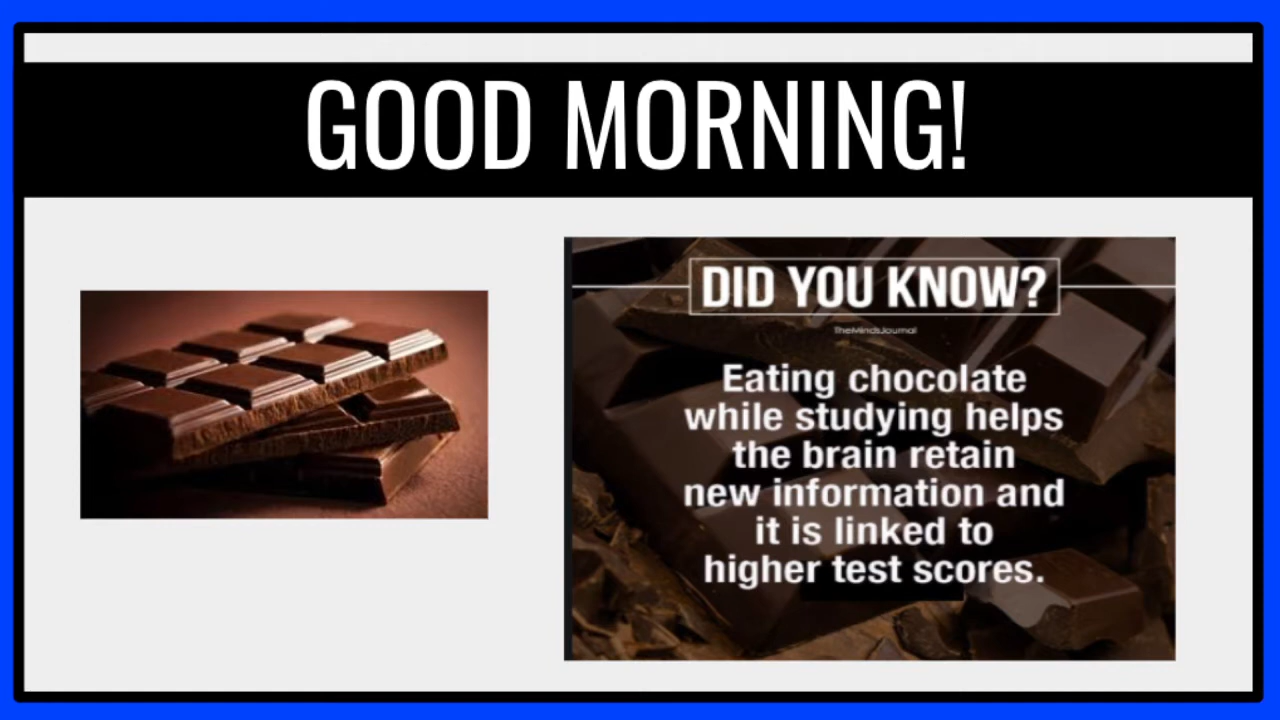 GOOD MORNING!
DID YOU KNOW?
TheMindsJournal
Eating chocolate
while studying helps
the brain retain
new information and
it is linked to
higher test scores.